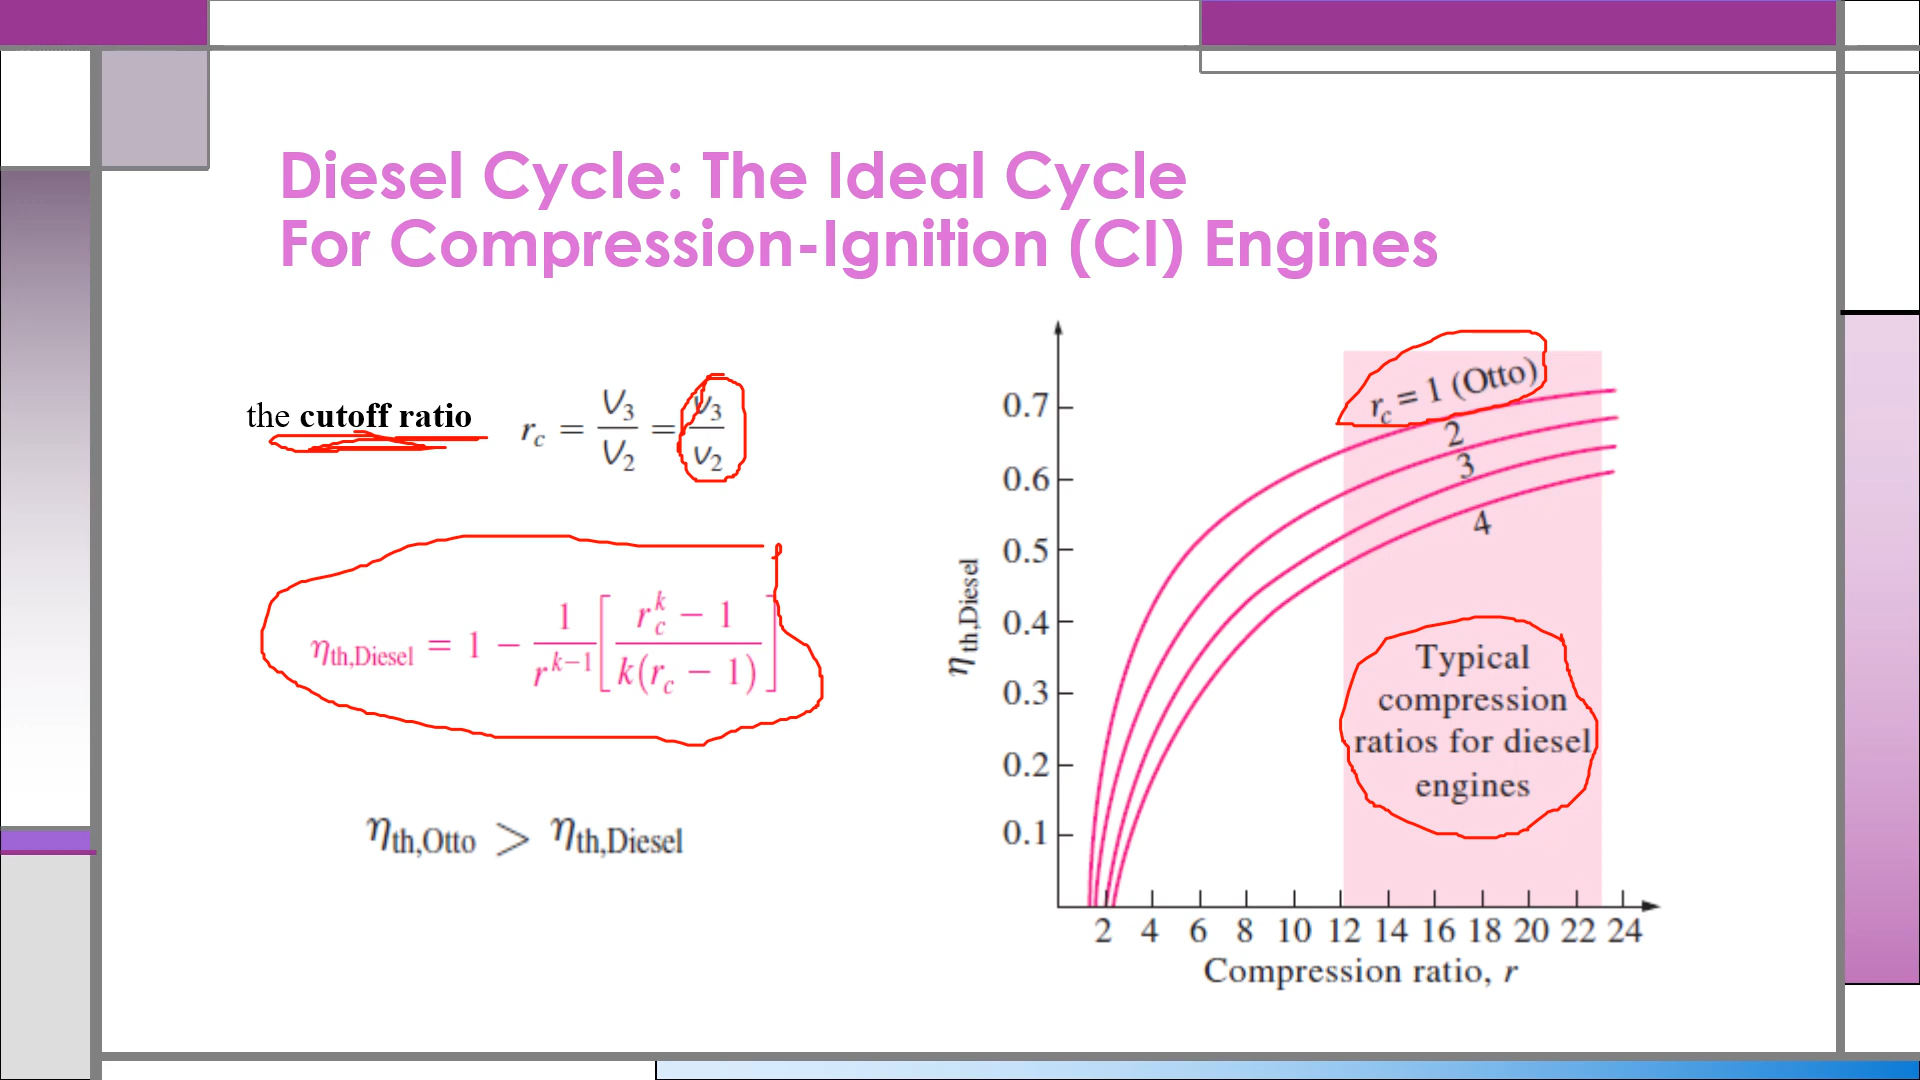 Diesel Cycle: The Ideal Cycle
For Compression-Ignition (CI) Engines
the cutoff ratio
r_c = V_3/V_2 = v_3/v_2
η_th,Diesel = 1 − 1/r^(k−1) [ (r_c^k − 1) / k(r_c − 1) ]
η_th,Otto > η_th,Diesel
η_th,Diesel
0.7
0.6
0.5
0.4
0.3
0.2
0.1
r_c = 1 (Otto)
2
3
4
Typical
compression
ratios for diesel
engines
2 4 6 8 10 12 14 16 18 20 22 24
Compression ratio, r